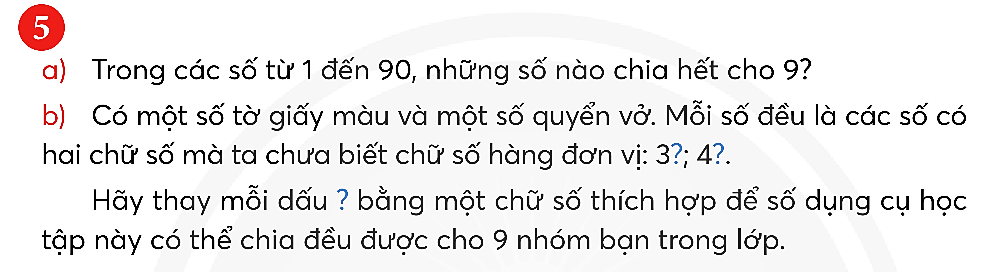 5
a) Trong các số từ 1 đến 90, những số nào chia hết cho 9?
b) Có một số tờ giấy màu và một số quyển vở. Mỗi số đều là các số có
hai chữ số mà ta chưa biết chữ số hàng đơn vị: 3?; 4?.
Hãy thay mỗi dấu ? bằng một chữ số thích hợp để số dụng cụ học
tập này có thể chia đều được cho 9 nhóm bạn trong lớp.